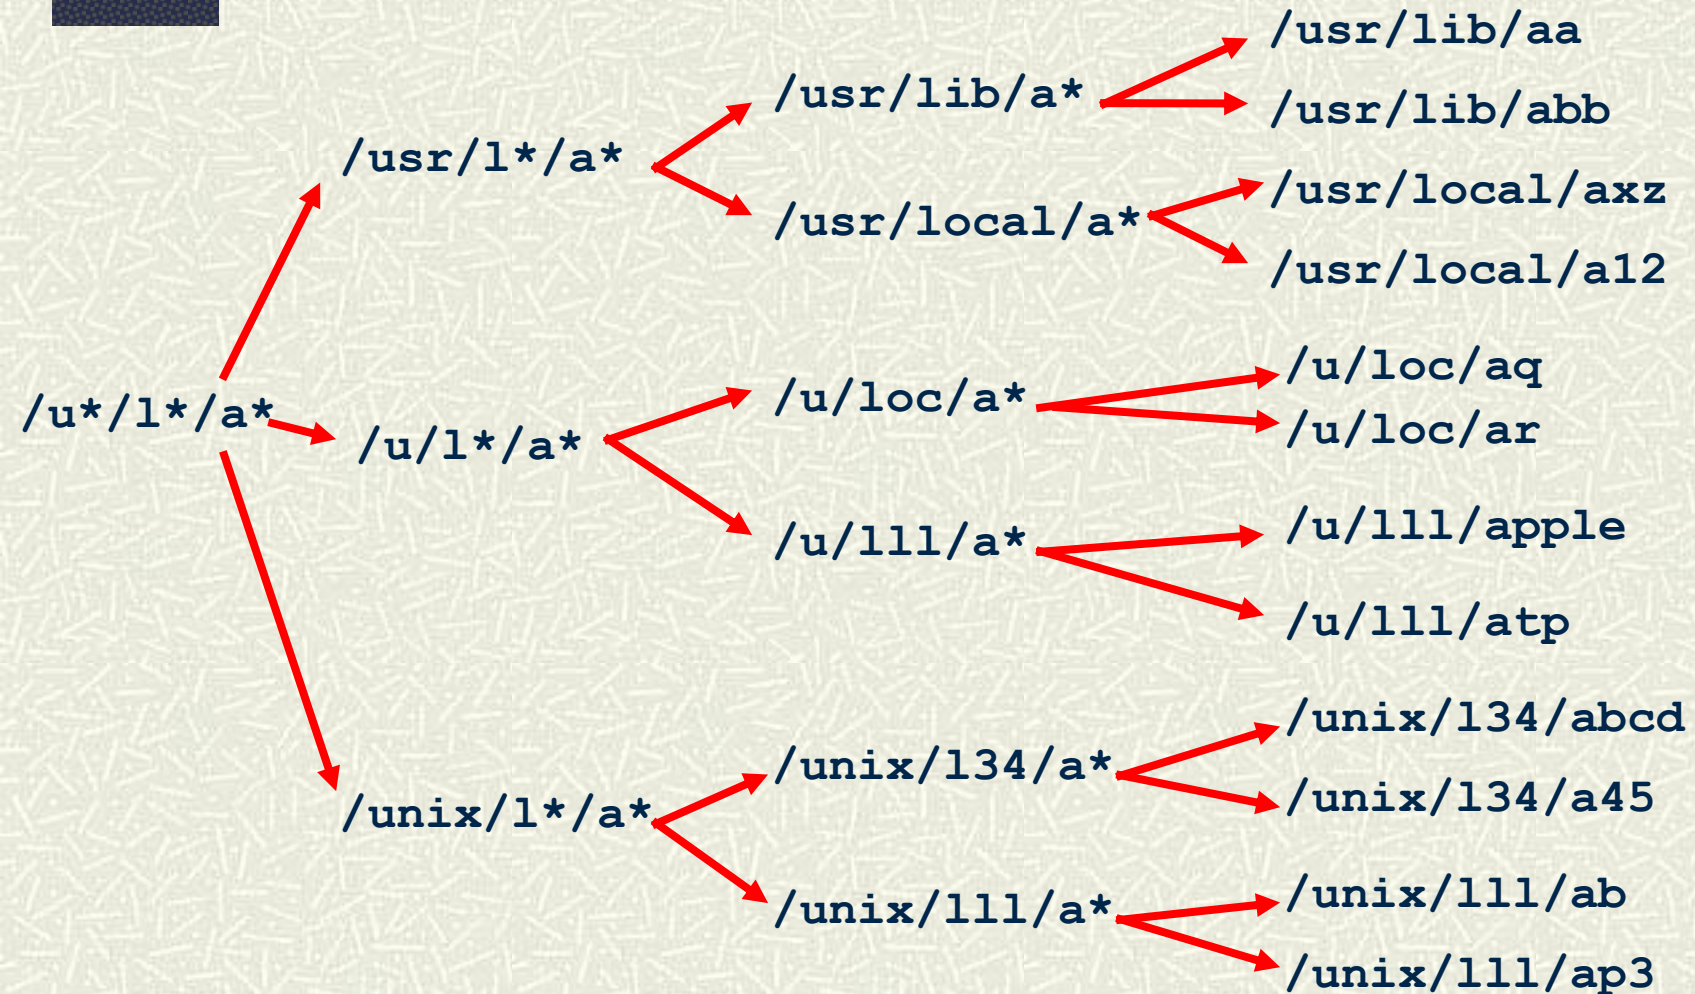 /usr/lib/aa
/usr/lib/a*
/usr/lib/abb
/usr/l*/a*
/usr/local/axz
/usr/local/a*
/usr/local/a12
/u/loc/aq
/u/loc/a*
/u*/l*/a*
/u/loc/ar
/u/l*/a*
/u/lll/apple
/u/lll/a*
/u/lll/atp
/unix/l34/abcd
/unix/l34/a*
/unix/l34/a45
/unix/l*/a*
/unix/lll/ab
/unix/lll/a*
/unix/lll/ap3